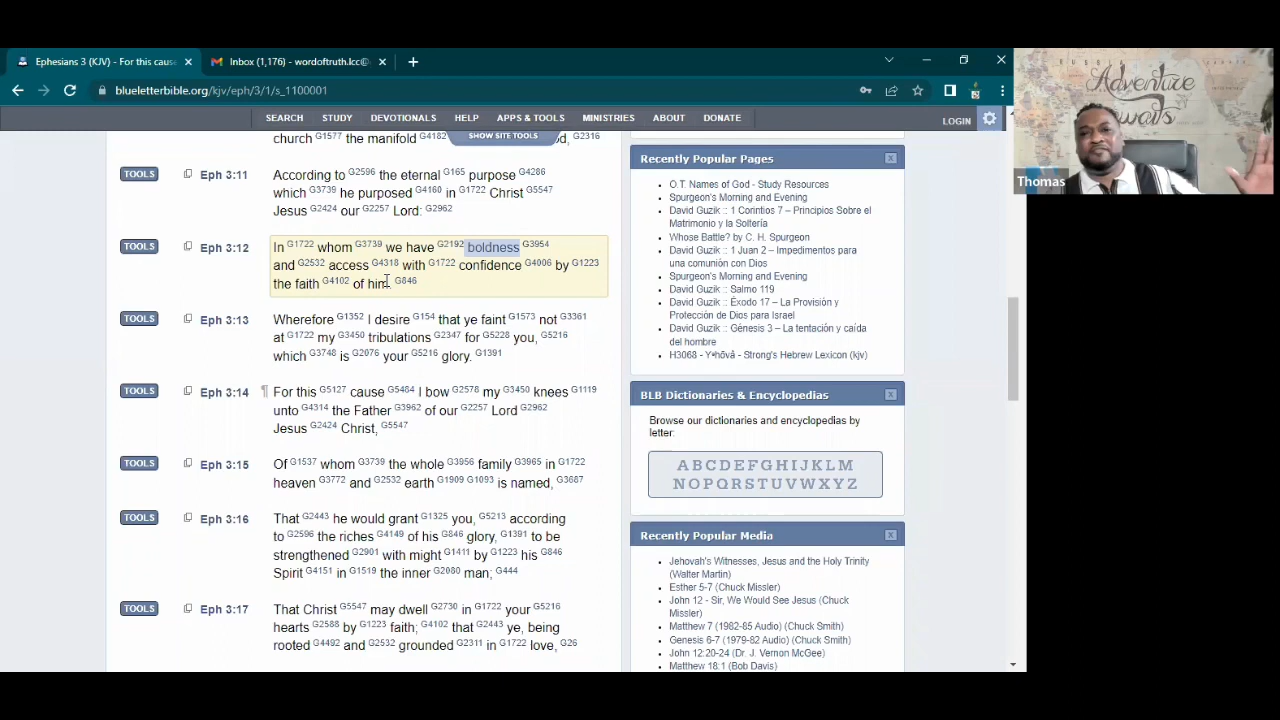 Ephesians 3 (KJV) - For this caus
Inbox (1,176) - wordoftruth.lcc@
blueletterbible.org/kjv/eph/3/1/s_1100001
SEARCH STUDY DEVOTIONALS HELP APPS & TOOLS MINISTRIES ABOUT DONATE LOGIN
SHOW SITE TOOLS
church G1577 the manifold G4182 d, G2316
TOOLS Eph 3:11 According to G2596 the eternal G165 purpose G4286
which G3739 he purposed G4160 in G1722 Christ G5547
Jesus G2424 our G2257 Lord: G2962
TOOLS Eph 3:12 In G1722 whom G3739 we have G2192 boldness G3954
and G2532 access G4318 with G1722 confidence G4006 by G1223
the faith G4102 of him. G846
TOOLS Eph 3:13 Wherefore G1352 I desire G154 that ye faint G1573 not G3361
at G1722 my G3450 tribulations G2347 for G5228 you, G5216
which G3748 is G2076 your G5216 glory. G1391
TOOLS Eph 3:14 ¶ For this G5127 cause G5484 I bow G2578 my G3450 knees G1119
unto G4314 the Father G3962 of our G2257 Lord G2962
Jesus G2424 Christ, G5547
TOOLS Eph 3:15 Of G1537 whom G3739 the whole G3956 family G3965 in G1722
heaven G3772 and G2532 earth G1909 G1093 is named, G3687
TOOLS Eph 3:16 That G2443 he would grant G1325 you, G5213 according
to G2596 the riches G4149 of his G846 glory, G1391 to be
strengthened G2901 with might G1411 by G1223 his G846
Spirit G4151 in G1519 the inner G2080 man; G444
TOOLS Eph 3:17 That Christ G5547 may dwell G2730 in G1722 your G5216
hearts G2588 by G1223 faith; G4102 that G2443 ye, being
rooted G4492 and G2532 grounded G2311 in G1722 love, G26
Recently Popular Pages
O.T. Names of God - Study Resources
Spurgeon's Morning and Evening
David Guzik :: 1 Corintios 7 – Principios Sobre el
Matrimonio y la Soltería
Whose Battle? by C. H. Spurgeon
David Guzik :: 1 Juan 2 – Impedimentos para
una comunión con Dios
Spurgeon's Morning and Evening
David Guzik :: Salmo 119
David Guzik :: Éxodo 17 – La Provisión y
Protección de Dios para Israel
David Guzik :: Génesis 3 – La tentación y caída
del hombre
H3068 - Yᵊhōvâ - Strong's Hebrew Lexicon (kjv)
BLB Dictionaries & Encyclopedias
Browse our dictionaries and encyclopedias by
letter:
A B C D E F G H I J K L M
N O P Q R S T U V W X Y Z
Recently Popular Media
Jehovah's Witnesses, Jesus and the Holy Trinity
(Walter Martin)
Esther 5-7 (Chuck Missler)
John 12 - Sir, We Would See Jesus (Chuck
Missler)
Matthew 7 (1982-85 Audio) (Chuck Smith)
Genesis 6-7 (1979-82 Audio) (Chuck Smith)
John 12:20-24 (Dr. J. Vernon McGee)
Matthew 18:1 (Bob Davis)
Adventure
awaits
Thomas